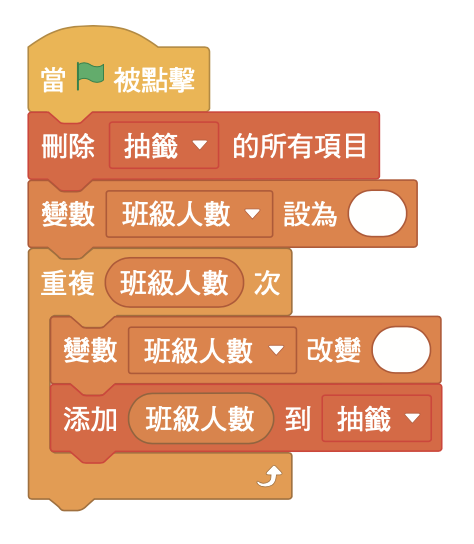 當 被點擊
刪除 抽籤 的所有項目
變數 班級人數 設為
重複 班級人數 次
變數 班級人數 改變
添加 班級人數 到 抽籤